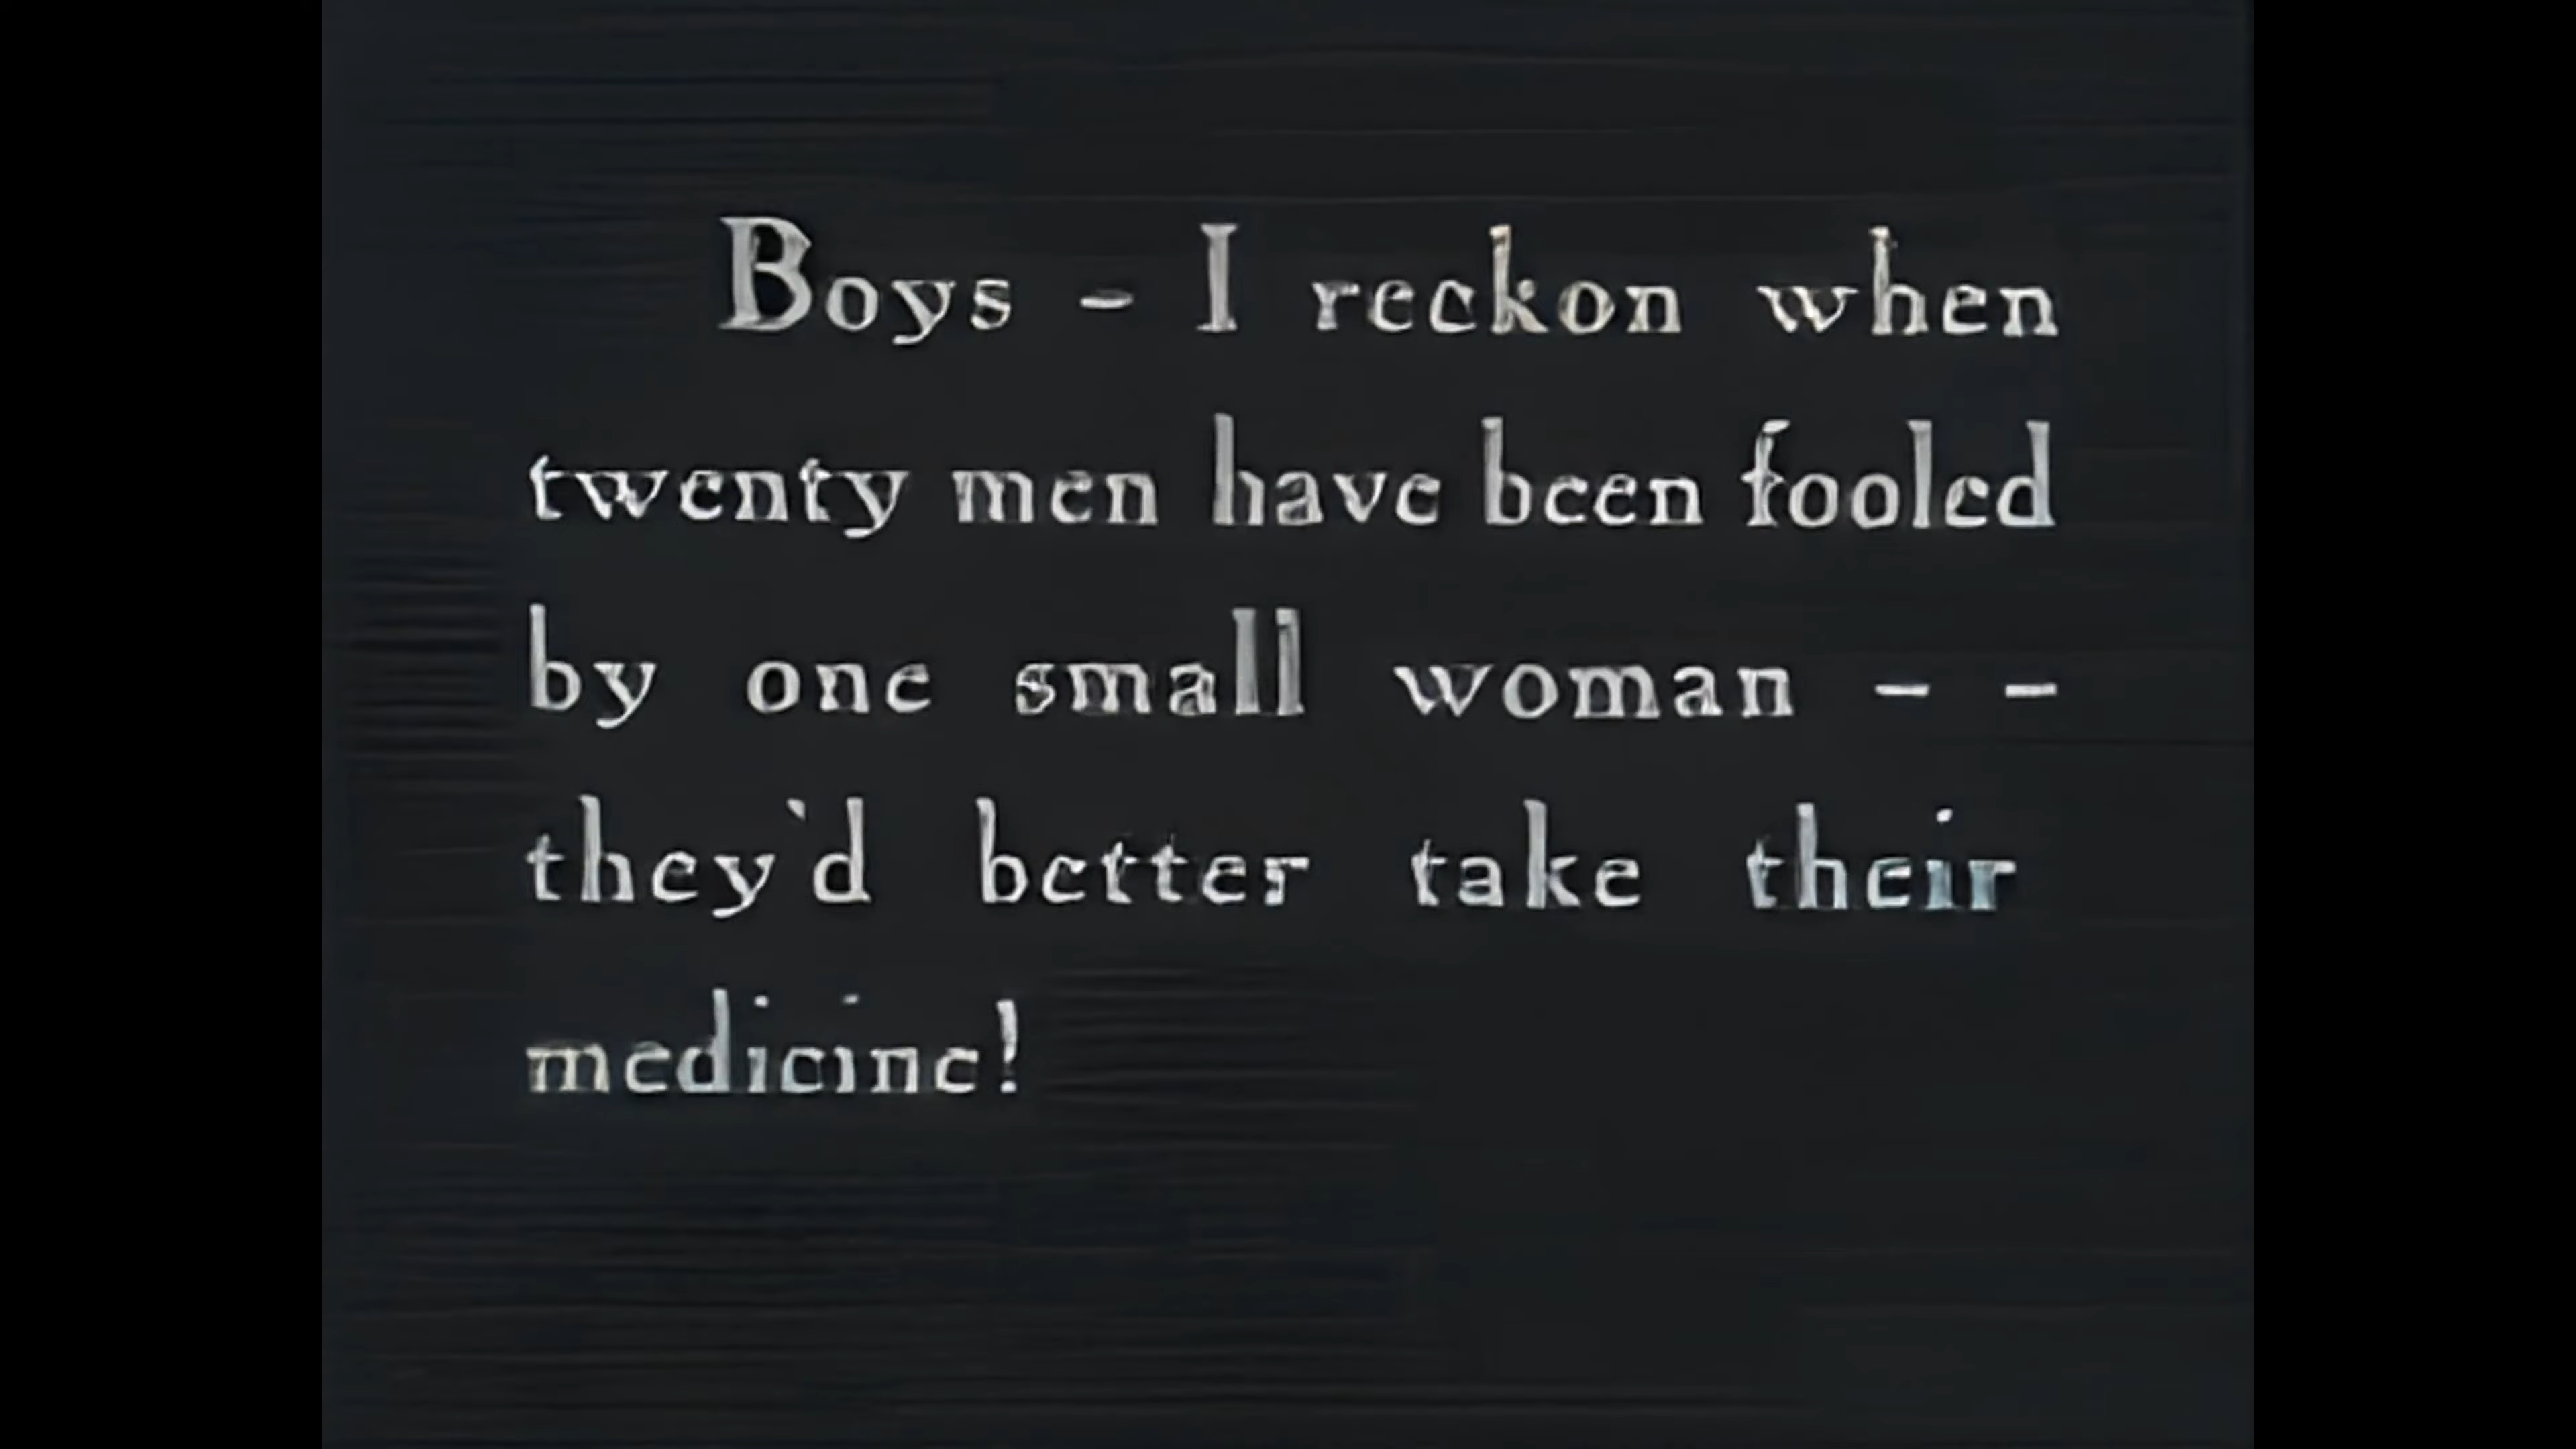 Boys - I reckon when
twenty men have been fooled
by one small woman - -
they'd better take their
medicine!